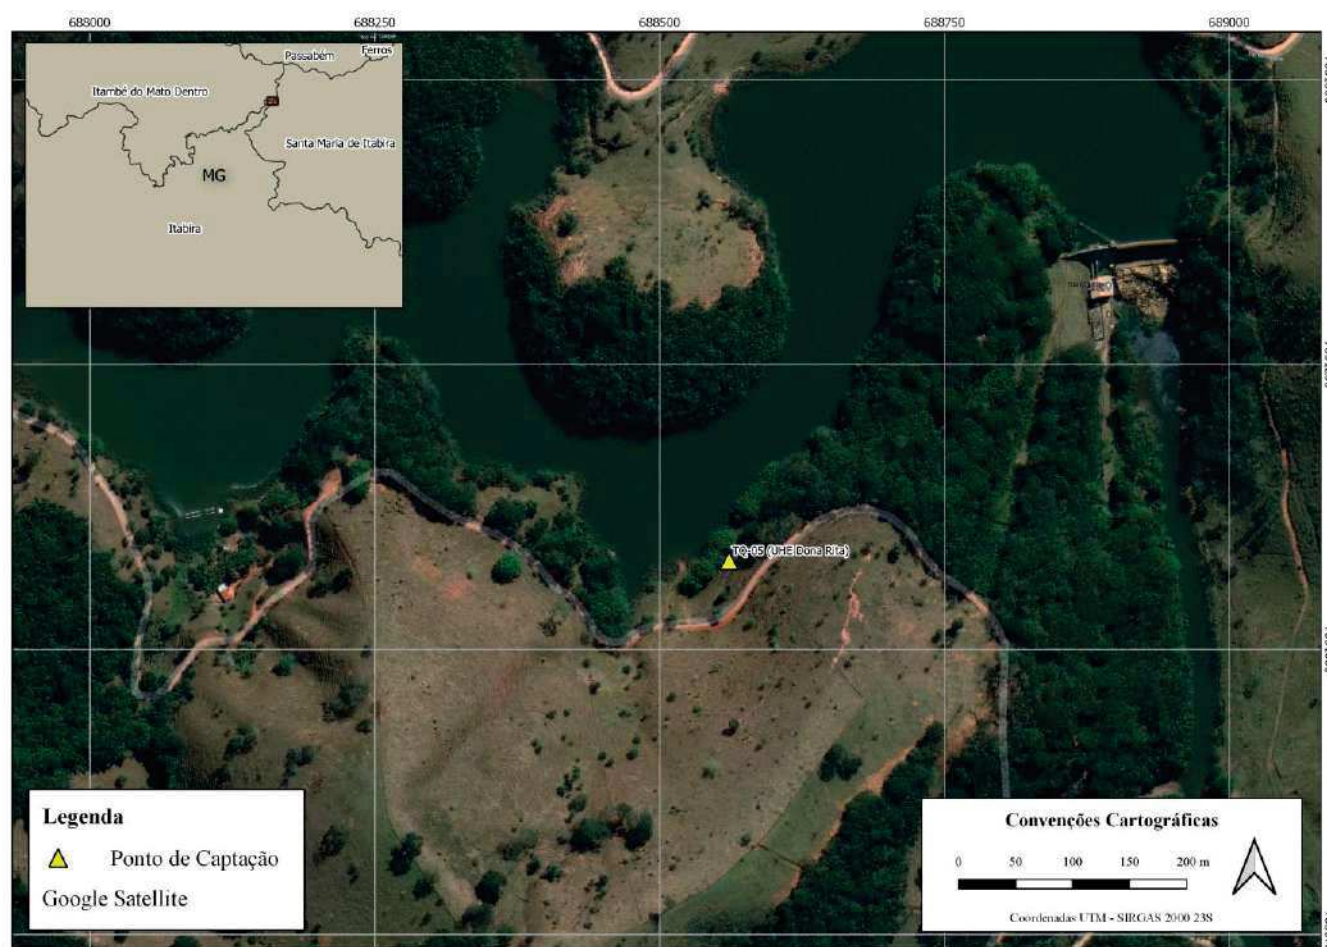 688000 688250 688500 688750 689000
Passabém
Ferros
Itambé do Mato Dentro
Santa Maria de Itabira
MG
Itabira
TQ-05 (UHE Dona Rita)
Legenda
Ponto de Captação
Google Satellite
Convenções Cartográficas
0 50 100 150 200 m
Coordenadas UTM - SIRGAS 2000 23S